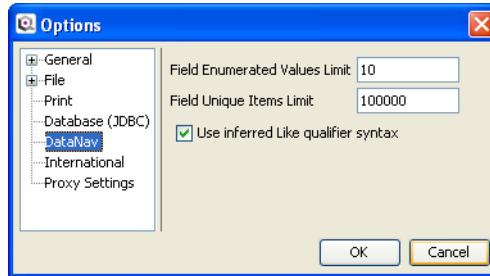 Options
General
File
Print
Database (JDBC)
DataNav
International
Proxy Settings
Field Enumerated Values Limit 10
Field Unique Items Limit 100000
Use inferred Like qualifier syntax
OK Cancel